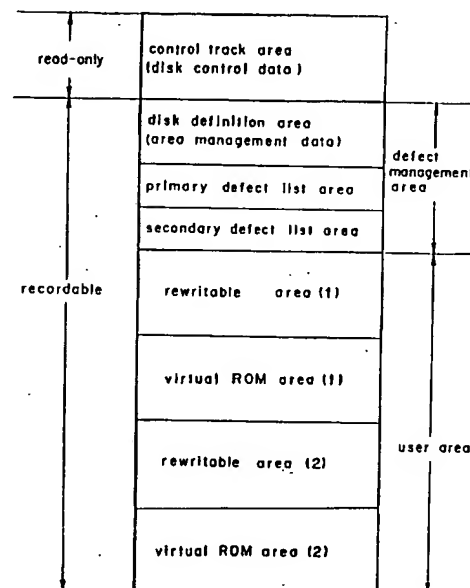 read-only
control track area
(disk control data)
disk definition area
(area management data)
defect
management
area
primary defect list area
secondary defect list area
recordable
rewritable area (1)
virtual ROM area (1)
rewritable area (2)
user area
virtual ROM area (2)